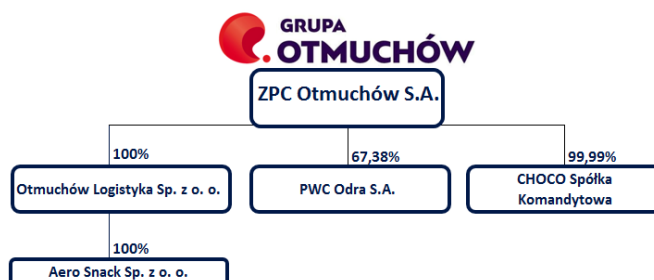 GRUPA
OTMUCHÓW
ZPC Otmuchów S.A.
100%
67,38%
99,99%
Otmuchów Logistyka Sp. z o. o.
PWC Odra S.A.
CHOCO Spółka
Komandytowa
100%
Aero Snack Sp. z o. o.